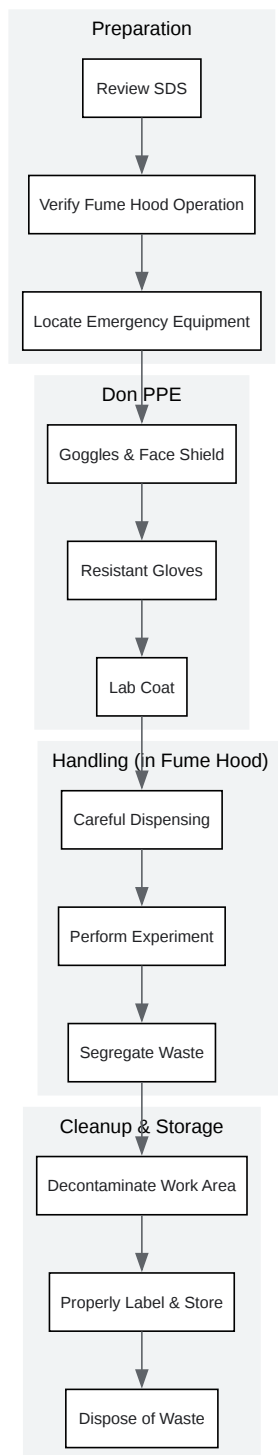 Preparation
Review SDS
Verify Fume Hood Operation
Locate Emergency Equipment
Don PPE
Goggles & Face Shield
Resistant Gloves
Lab Coat
Handling (in Fume Hood)
Careful Dispensing
Perform Experiment
Segregate Waste
Cleanup & Storage
Decontaminate Work Area
Properly Label & Store
Dispose of Waste